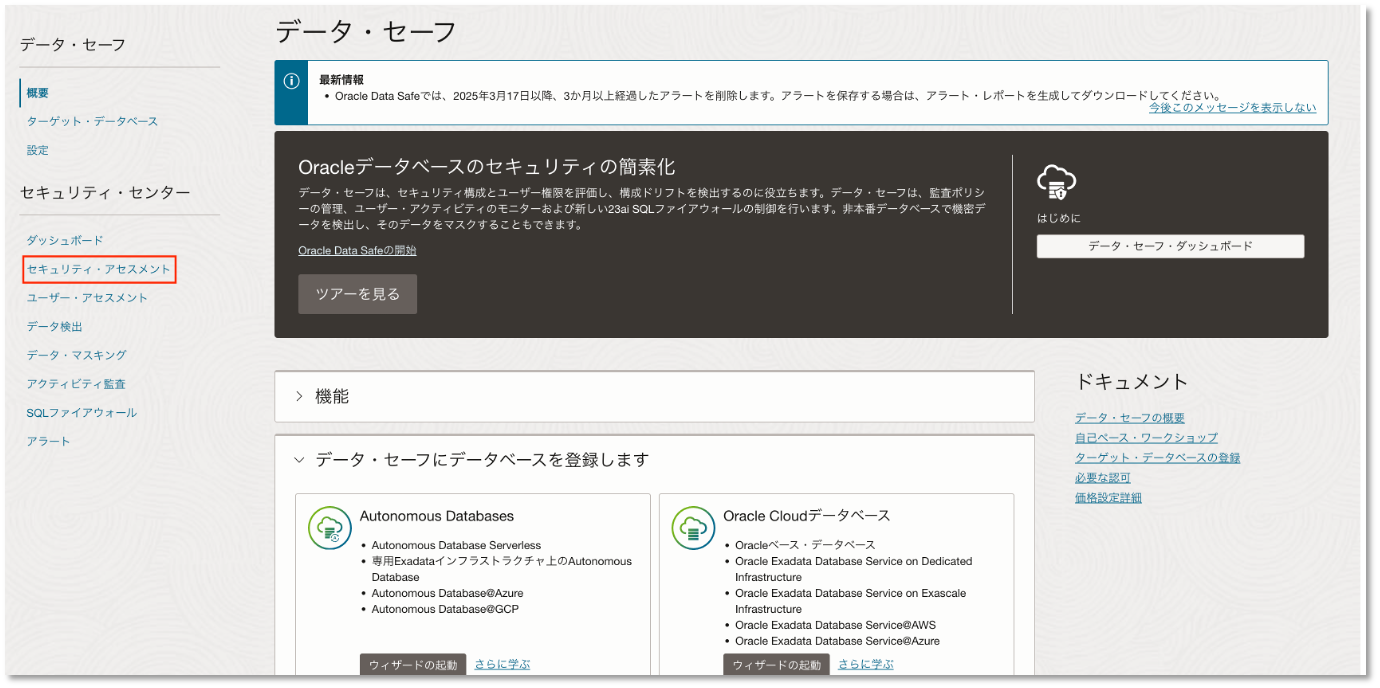 データ・セーフ
概要
ターゲット・データベース
設定
セキュリティ・センター
ダッシュボード
セキュリティ・アセスメント
ユーザー・アセスメント
データ検出
データ・マスキング
アクティビティ監査
SQLファイアウォール
アラート
データ・セーフ
最新情報
• Oracle Data Safeでは、2025年3月17日以降、3か月以上経過したアラートを削除します。アラートを保存する場合は、アラート・レポートを生成してダウンロードしてください。
今後このメッセージを表示しない
Oracleデータベースのセキュリティの簡素化
データ・セーフは、セキュリティ構成とユーザー権限を評価し、構成ドリフトを検出するのに役立ちます。データ・セーフは、監査ポリシ
ーの管理、ユーザー・アクティビティのモニターおよび新しい23ai SQLファイアウォールの制御を行います。非本番データベースで機密デ
ータを検出し、そのデータをマスクすることもできます。
Oracle Data Safeの開始
ツアーを見る
はじめに
データ・セーフ・ダッシュボード
機能
データ・セーフにデータベースを登録します
Autonomous Databases
• Autonomous Database Serverless
• 専用Exadataインフラストラクチャ上のAutonomous
Database
• Autonomous Database@Azure
• Autonomous Database@GCP
ウィザードの起動 さらに学ぶ
Oracle Cloudデータベース
• Oracleベース・データベース
• Oracle Exadata Database Service on Dedicated
Infrastructure
• Oracle Exadata Database Service on Exascale
Infrastructure
• Oracle Exadata Database Service@AWS
• Oracle Exadata Database Service@Azure
ウィザードの起動 さらに学ぶ
ドキュメント
データ・セーフの概要
自己ペース・ワークショップ
ターゲット・データベースの登録
必要な認可
価格設定詳細